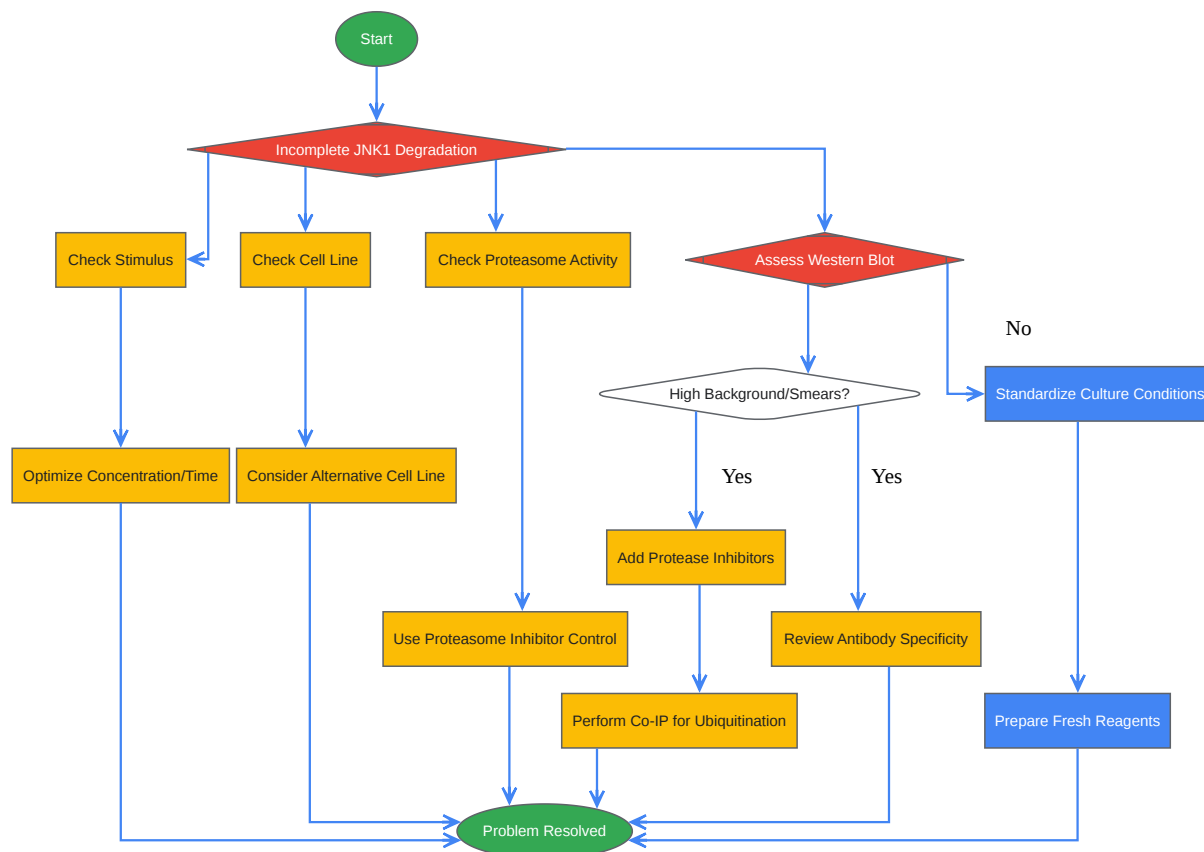 Start
Incomplete JNK1 Degradation
Check Stimulus
Check Cell Line
Check Proteasome Activity
Assess Western Blot
No
High Background/Smears?
Standardize Culture Conditions
Optimize Concentration/Time
Consider Alternative Cell Line
Yes
Yes
Add Protease Inhibitors
Use Proteasome Inhibitor Control
Review Antibody Specificity
Perform Co-IP for Ubiquitination
Prepare Fresh Reagents
Problem Resolved